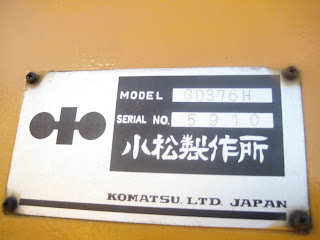 MODEL GD376H
SERIAL NO. 5910
小松製作所
KOMATSU. LTD. JAPAN